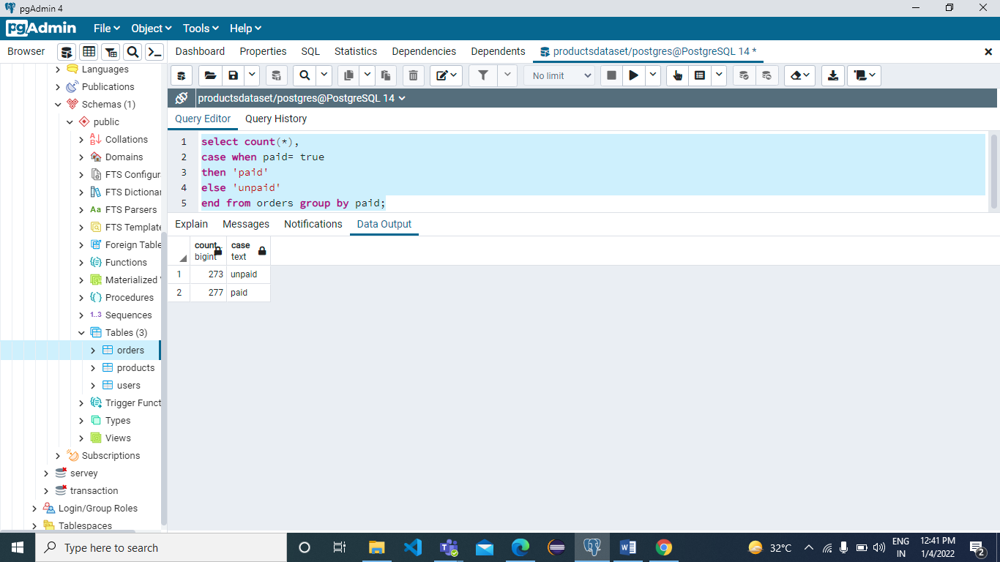 pgAdmin 4
pgAdmin File Object Tools Help
Browser
Dashboard Properties SQL Statistics Dependencies Dependents productsdataset/postgres@PostgreSQL 14 *
No limit
productsdataset/postgres@PostgreSQL 14
Query Editor Query History
1 select count(*),
2 case when paid= true
3 then 'paid'
4 else 'unpaid'
5 end from orders group by paid;
Explain Messages Notifications Data Output
count case
bigint text
1 273 unpaid
2 277 paid
Languages
Publications
Schemas (1)
public
Collations
Domains
FTS Configur
FTS Dictionar
Aa FTS Parsers
FTS Template
Foreign Table
Functions
Materialized
Procedures
1..3 Sequences
Tables (3)
orders
products
users
Trigger Funct
Types
Views
Subscriptions
servey
transaction
Login/Group Roles
Tablespaces
Type here to search
32°C
ENG
IN
12:41 PM
1/4/2022
2